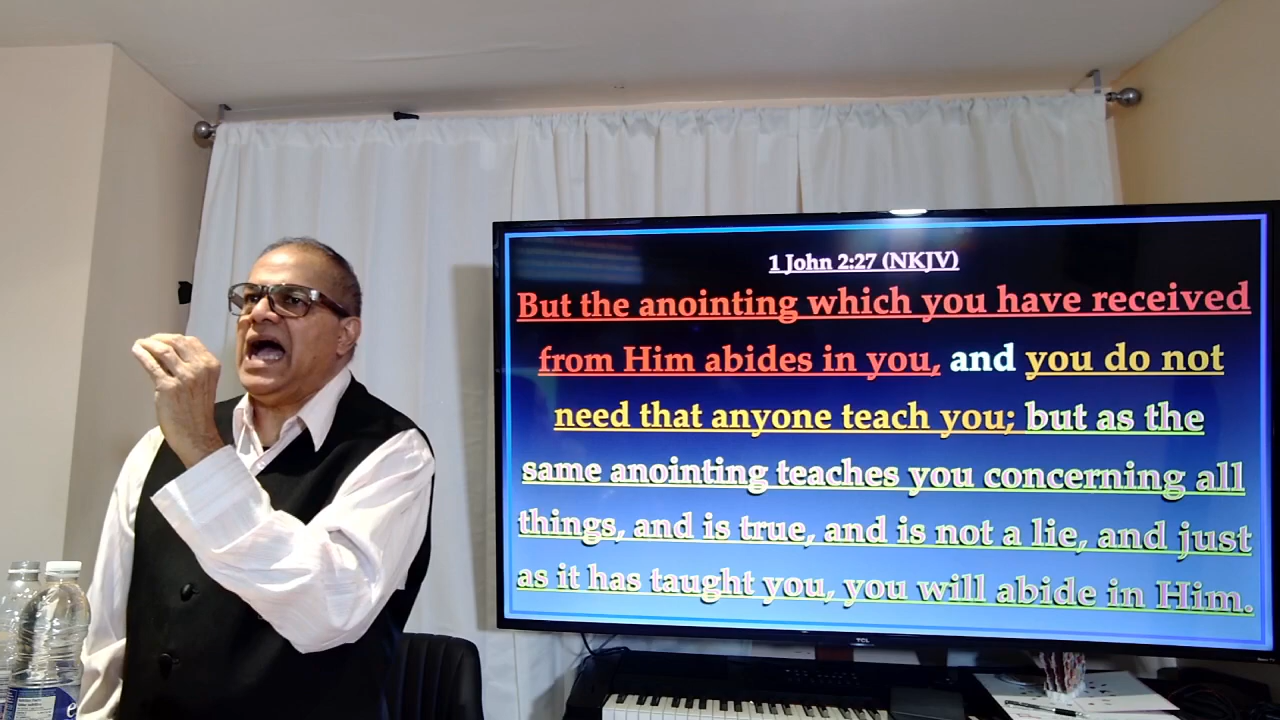 1 John 2:27 (NKJV)
But the anointing which you have received
from Him abides in you, and you do not
need that anyone teach you; but as the
same anointing teaches you concerning all
things, and is true, and is not a lie, and just
as it has taught you, you will abide in Him.
TCL